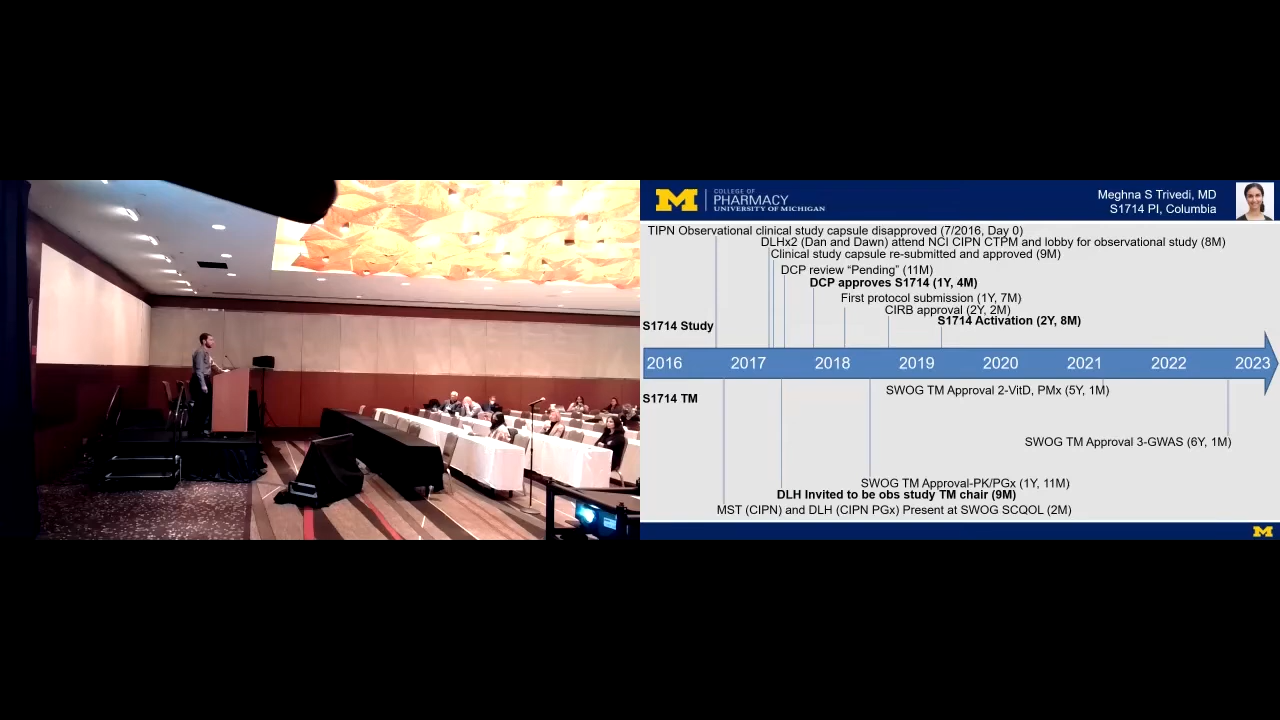 COLLEGE OF
PHARMACY
UNIVERSITY OF MICHIGAN
Meghna S Trivedi, MD
S1714 PI, Columbia
TIPN Observational clinical study capsule disapproved (7/2016, Day 0)
DLHx2 (Dan and Dawn) attend NCI CIPN CTPM and lobby for observational study (8M)
Clinical study capsule re-submitted and approved (9M)
DCP review “Pending” (11M)
DCP approves S1714 (1Y, 4M)
First protocol submission (1Y, 7M)
CIRB approval (2Y, 2M)
S1714 Activation (2Y, 8M)
S1714 Study
2016 2017 2018 2019 2020 2021 2022 2023
SWOG TM Approval 2-VitD, PMx (5Y, 1M)
S1714 TM
SWOG TM Approval 3-GWAS (6Y, 1M)
SWOG TM Approval-PK/PGx (1Y, 11M)
DLH Invited to be obs study TM chair (9M)
MST (CIPN) and DLH (CIPN PGx) Present at SWOG SCQOL (2M)